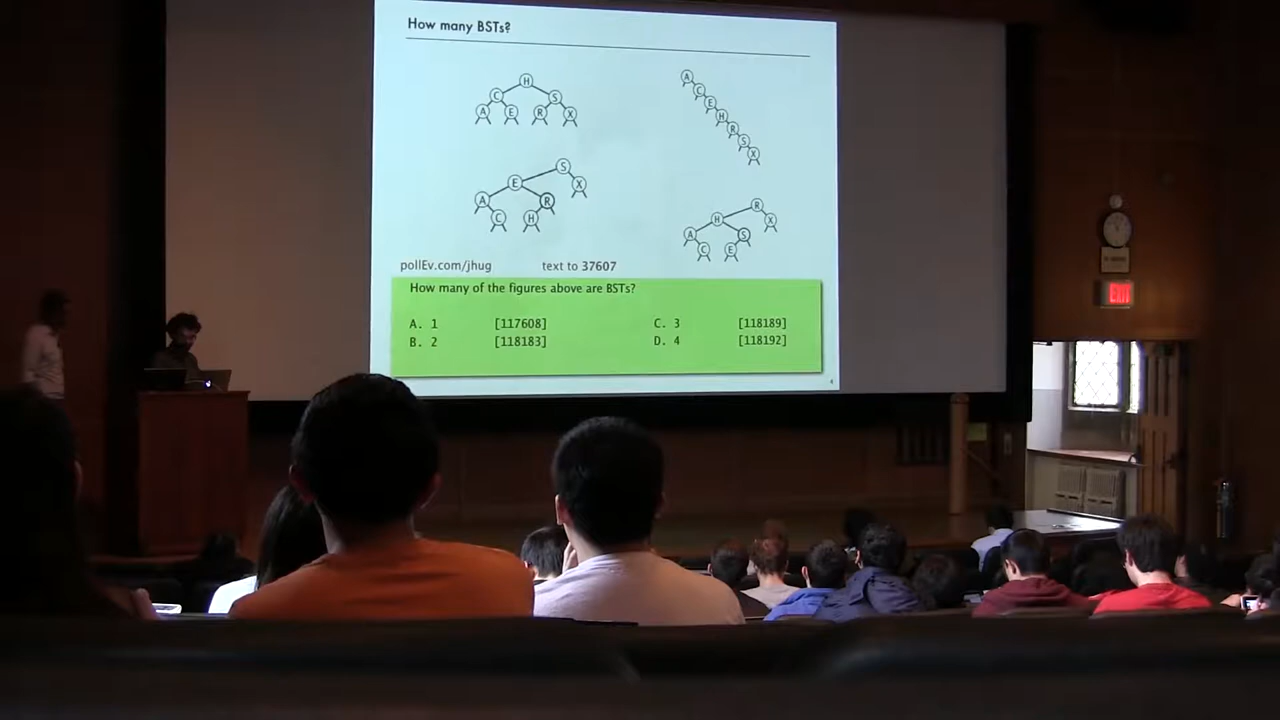 How many BSTs?
H
C S
A E R X
A
C
E
H
R
S
X
S
E X
A R
C H
R
H X
A S
C E
pollEv.com/jhug text to 37607
How many of the figures above are BSTs?
A. 1 [117608] C. 3 [118189]
B. 2 [118183] D. 4 [118192]
4
EXIT